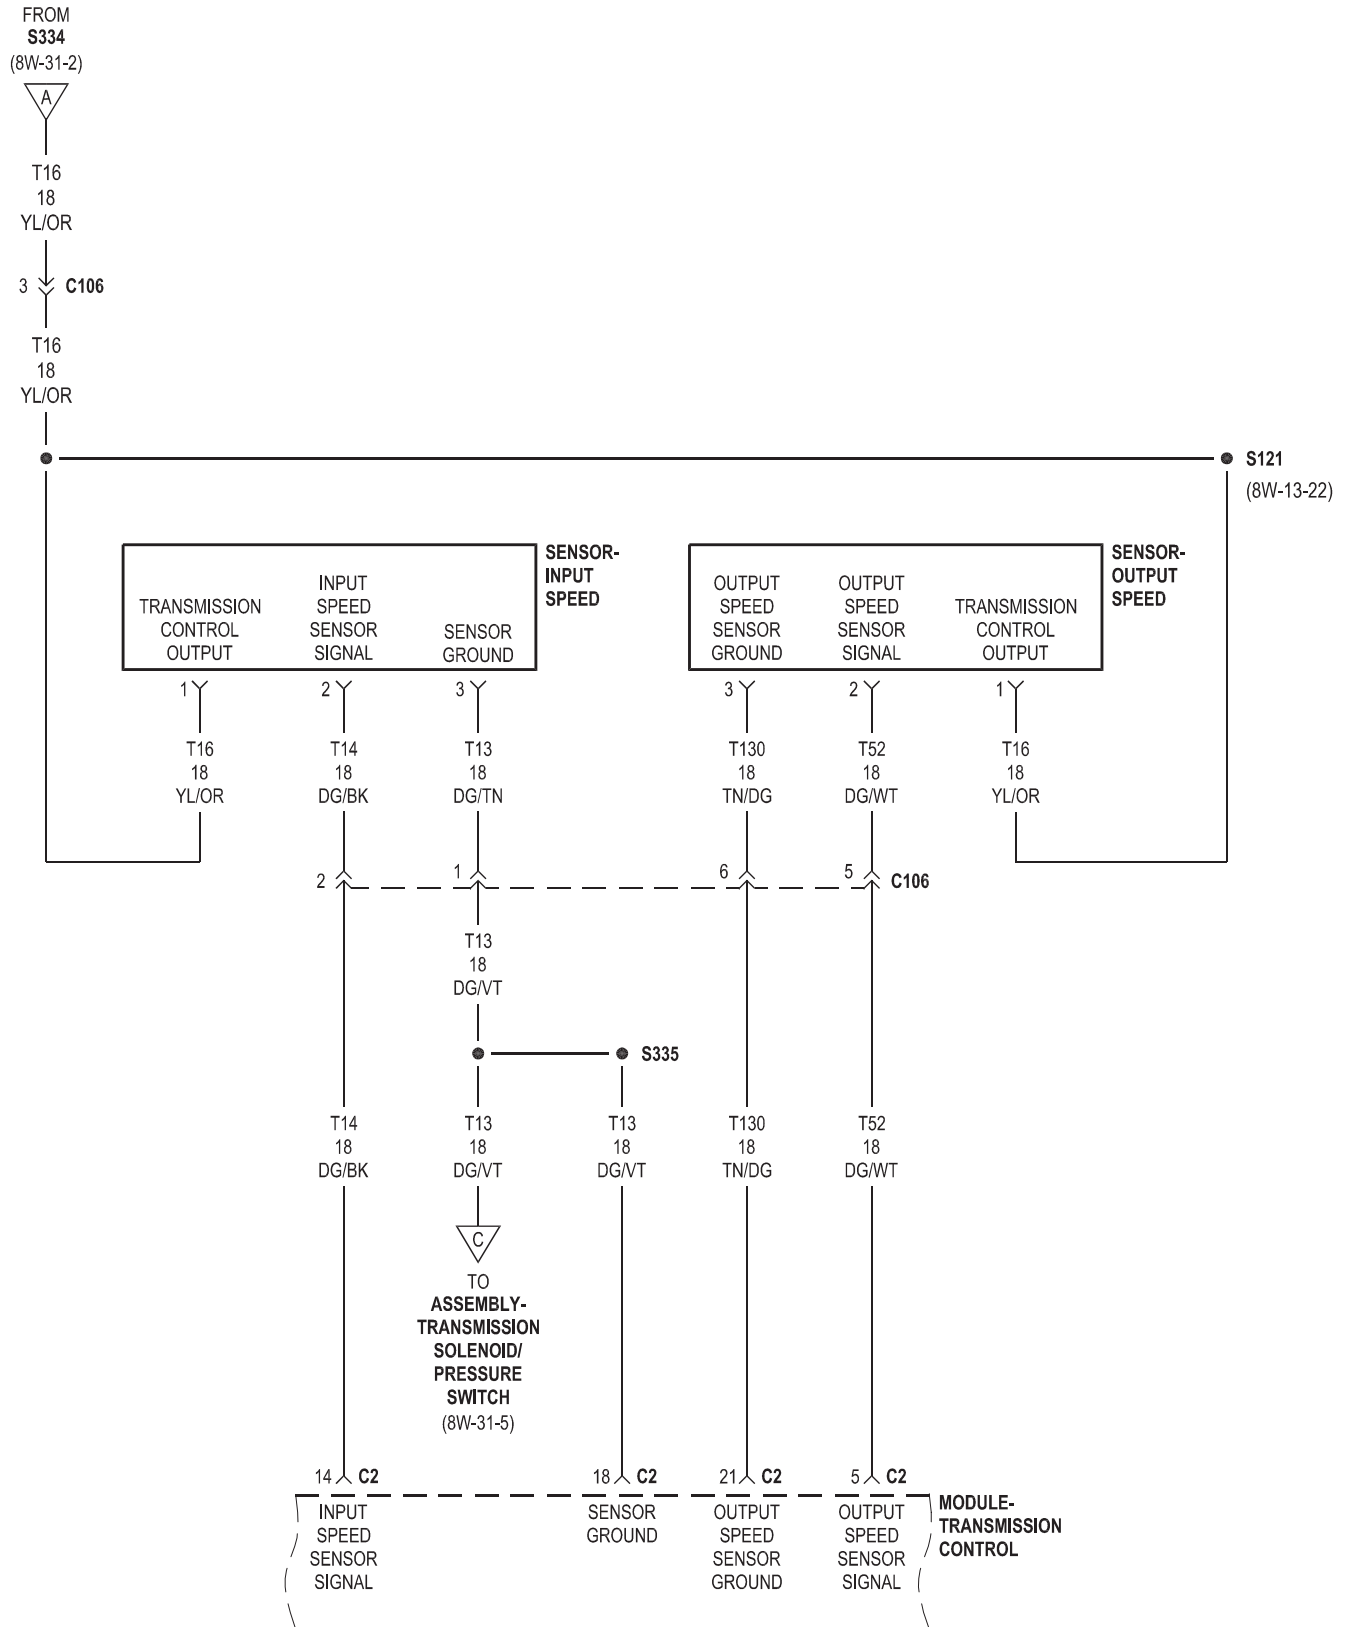 FROM
S334
(8W-31-2)
A
T16
18
YL/OR
3 C106
T16
18
YL/OR
S121
(8W-13-22)
SENSOR-
INPUT
SPEED
TRANSMISSION
CONTROL
OUTPUT
INPUT
SPEED
SENSOR
SIGNAL
SENSOR
GROUND
SENSOR-
OUTPUT
SPEED
OUTPUT
SPEED
SENSOR
GROUND
OUTPUT
SPEED
SENSOR
SIGNAL
TRANSMISSION
CONTROL
OUTPUT
1 2 3 3 2 1
T16
18
YL/OR
T14
18
DG/BK
T13
18
DG/TN
T130
18
TN/DG
T52
18
DG/WT
T16
18
YL/OR
2 1 6 5 C106
T13
18
DG/VT
S335
T14
18
DG/BK
T13
18
DG/VT
T13
18
DG/VT
T130
18
TN/DG
T52
18
DG/WT
C
TO
ASSEMBLY-
TRANSMISSION
SOLENOID/
PRESSURE
SWITCH
(8W-31-5)
14 C2 18 C2 21 C2 5 C2
INPUT
SPEED
SENSOR
SIGNAL
SENSOR
GROUND
OUTPUT
SPEED
SENSOR
GROUND
OUTPUT
SPEED
SENSOR
SIGNAL
MODULE-
TRANSMISSION
CONTROL